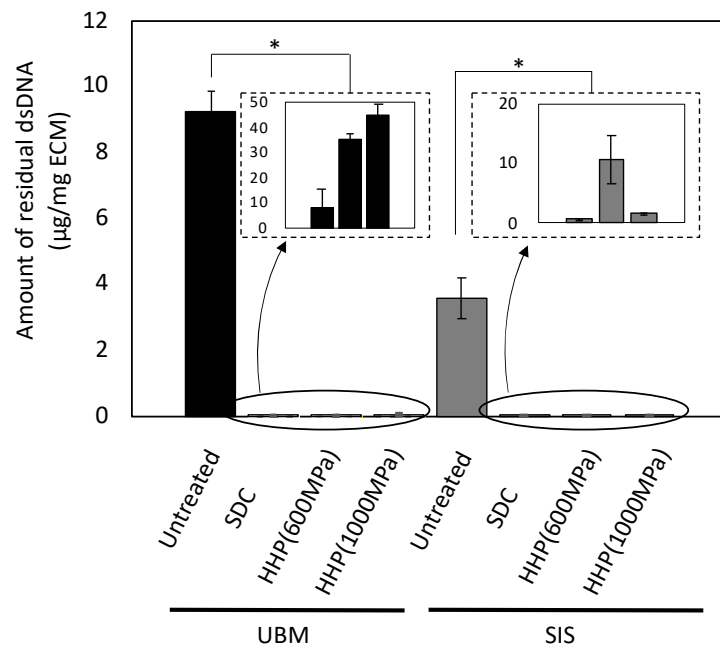 Amount of residual dsDNA
(µg/mg ECM)
12
10
8
6
4
2
0
*
50
40
30
20
10
0
*
20
10
0
Untreated
SDC
HHP(600MPa)
HHP(1000MPa)
Untreated
SDC
HHP(600MPa)
HHP(1000MPa)
UBM
SIS